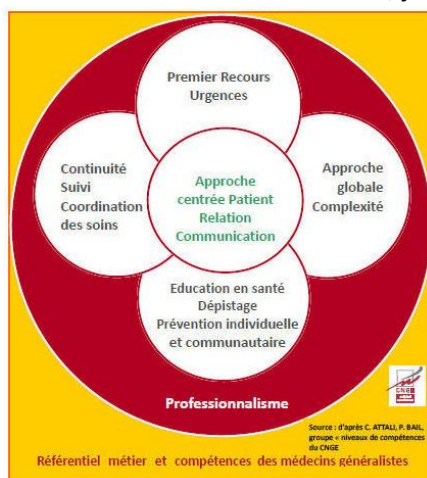 Premier Recours
Urgences
Continuité
Suivi
Coordination
des soins
Approche
centrée Patient
Relation
Communication
Approche
globale
Complexité
Education en santé
Dépistage
Prévention individuelle
et communautaire
Professionnalisme
CNGE
Source : d'après C. ATTALI, P. BAIL,
groupe « niveaux de compétences
du CNGE
Référentiel métier et compétences des médecins généralistes